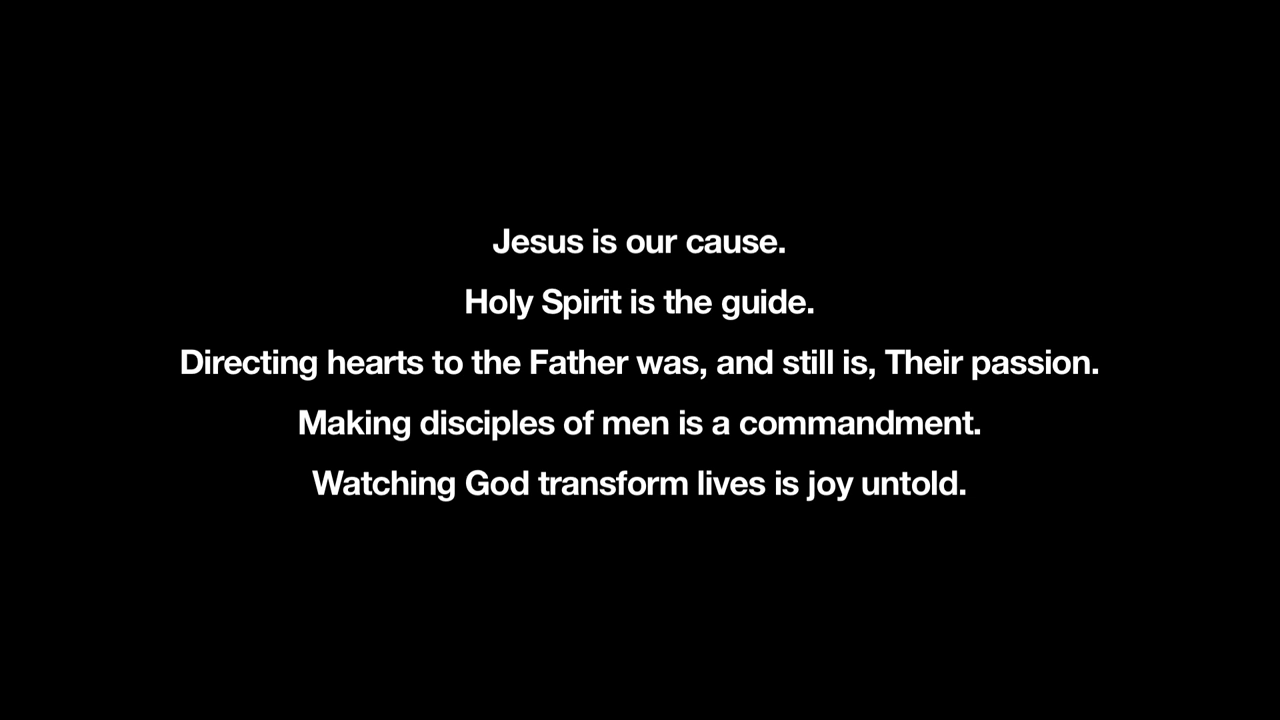 Jesus is our cause.
Holy Spirit is the guide.
Directing hearts to the Father was, and still is, Their passion.
Making disciples of men is a commandment.
Watching God transform lives is joy untold.